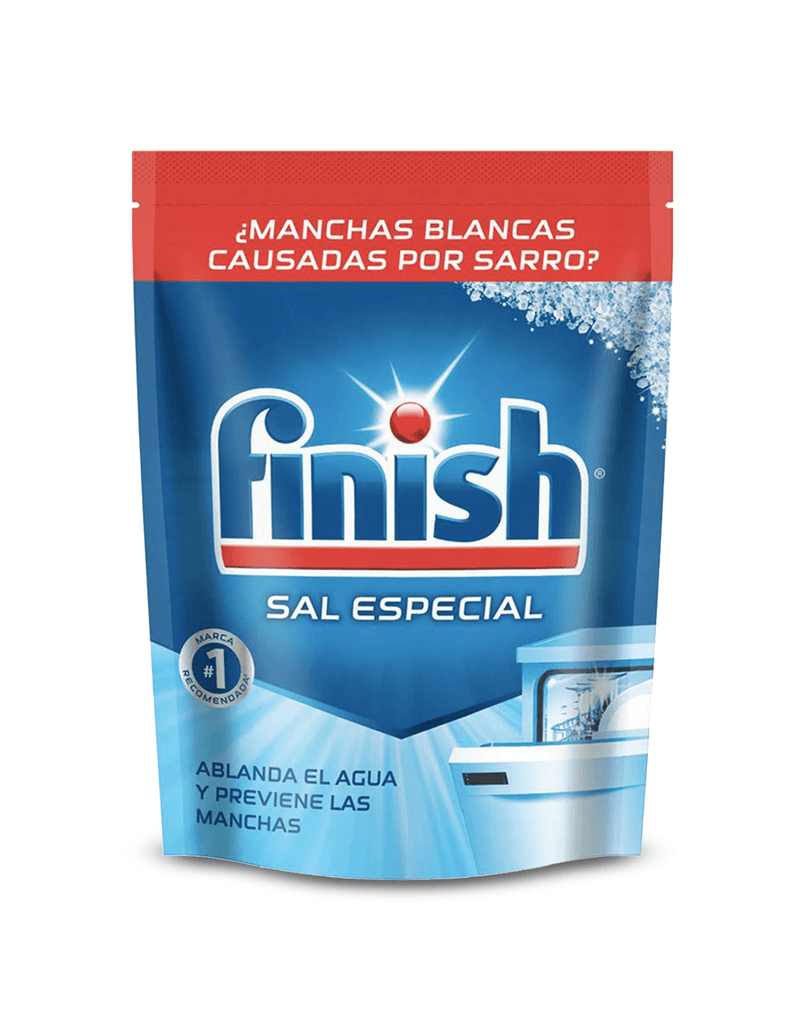 ¿MANCHAS BLANCAS
CAUSADAS POR SARRO?
finish®
SAL ESPECIAL
MARCA
#1
RECOMENDADA*
ABLANDA EL AGUA
Y PREVIENE LAS
MANCHAS